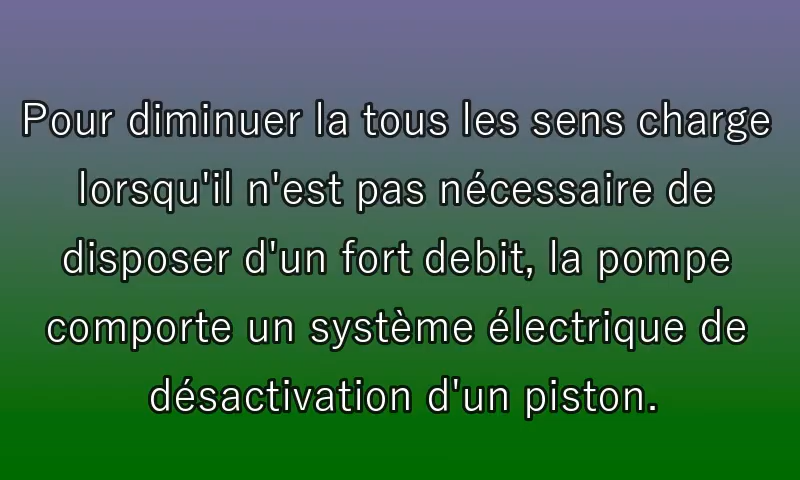 Pour diminuer la tous les sens charge
lorsqu'il n'est pas nécessaire de
disposer d'un fort debit, la pompe
comporte un système électrique de
désactivation d'un piston.